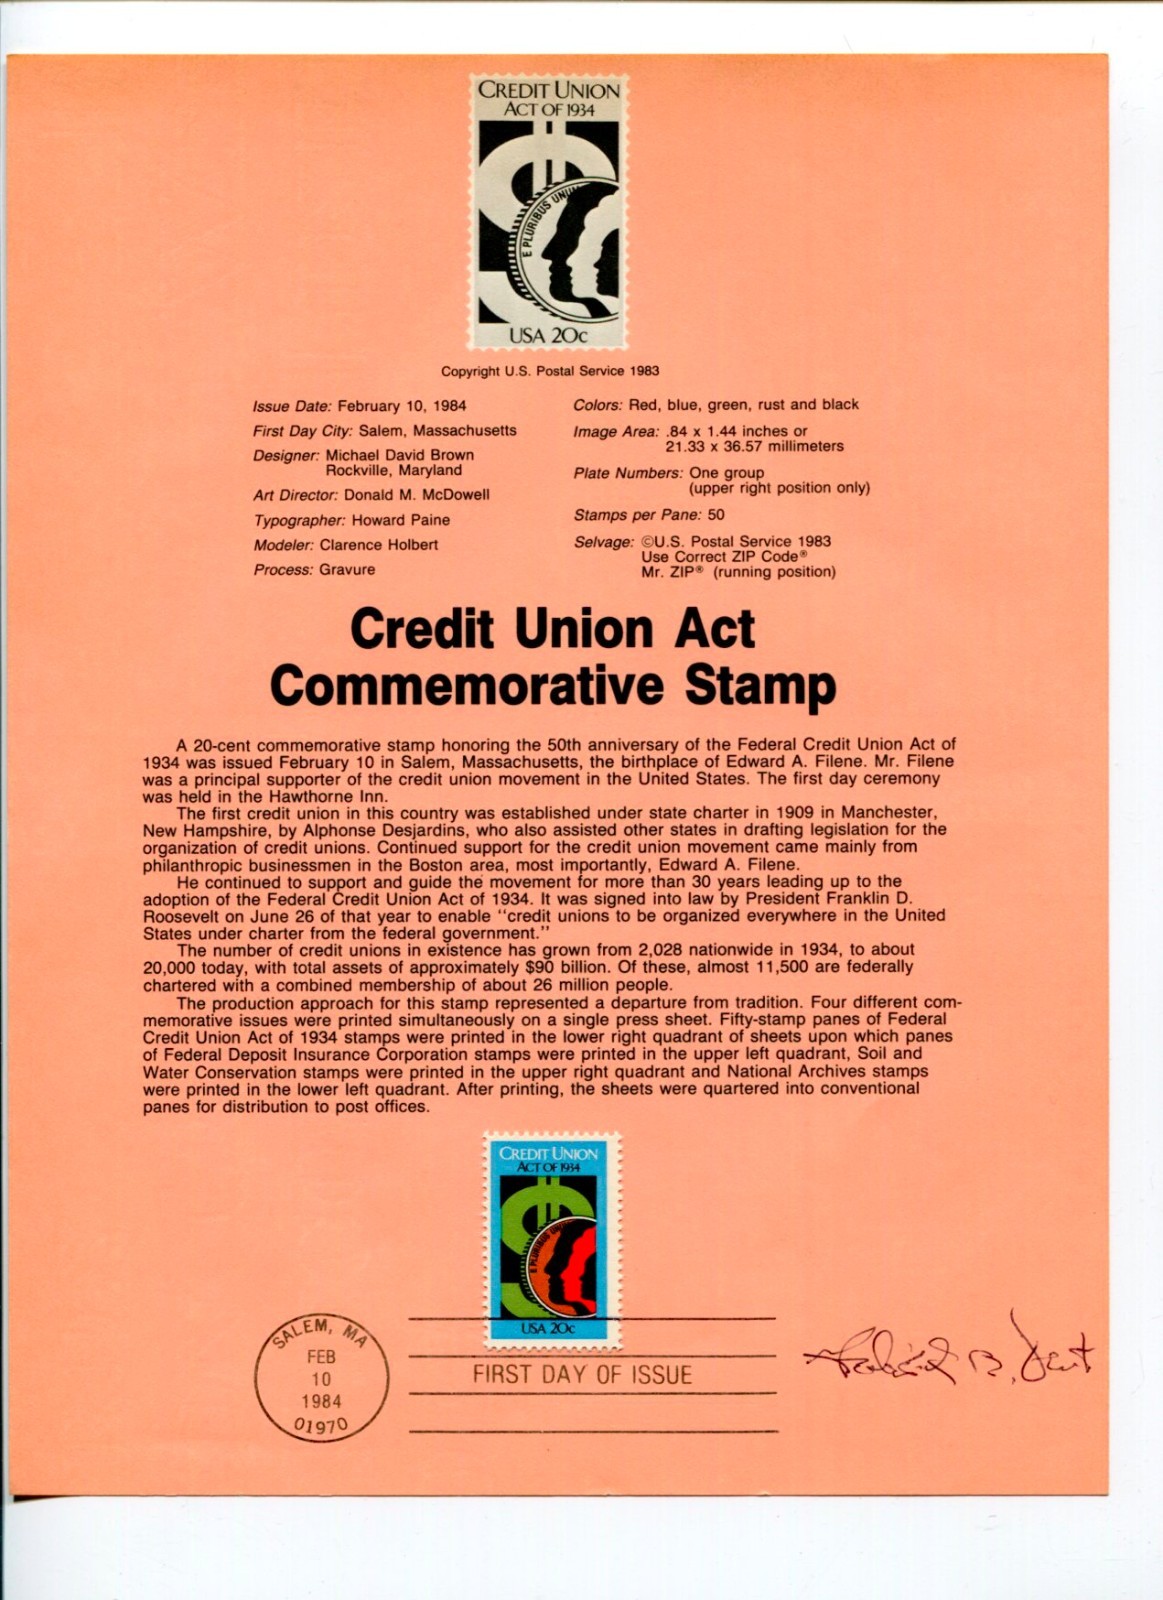 CREDIT UNION
ACT OF 1934
E PLURIBUS UNU
USA 20c
Copyright U.S. Postal Service 1983
Issue Date: February 10, 1984
First Day City: Salem, Massachusetts
Designer: Michael David Brown
Rockville, Maryland
Art Director: Donald M. McDowell
Typographer: Howard Paine
Modeler: Clarence Holbert
Process: Gravure
Colors: Red, blue, green, rust and black
Image Area: .84 x 1.44 inches or
21.33 x 36.57 millimeters
Plate Numbers: One group
(upper right position only)
Stamps per Pane: 50
Selvage: ©U.S. Postal Service 1983
Use Correct ZIP Code®
Mr. ZIP® (running position)
Credit Union Act
Commemorative Stamp
A 20-cent commemorative stamp honoring the 50th anniversary of the Federal Credit Union Act of
1934 was issued February 10 in Salem, Massachusetts, the birthplace of Edward A. Filene. Mr. Filene
was a principal supporter of the credit union movement in the United States. The first day ceremony
was held in the Hawthorne Inn.
The first credit union in this country was established under state charter in 1909 in Manchester,
New Hampshire, by Alphonse Desjardins, who also assisted other states in drafting legislation for the
organization of credit unions. Continued support for the credit union movement came mainly from
philanthropic businessmen in the Boston area, most importantly, Edward A. Filene.
He continued to support and guide the movement for more than 30 years leading up to the
adoption of the Federal Credit Union Act of 1934. It was signed into law by President Franklin D.
Roosevelt on June 26 of that year to enable "credit unions to be organized everywhere in the United
States under charter from the federal government."
The number of credit unions in existence has grown from 2,028 nationwide in 1934, to about
20,000 today, with total assets of approximately $90 billion. Of these, almost 11,500 are federally
chartered with a combined membership of about 26 million people.
The production approach for this stamp represented a departure from tradition. Four different com-
memorative issues were printed simultaneously on a single press sheet. Fifty-stamp panes of Federal
Credit Union Act of 1934 stamps were printed in the lower right quadrant of sheets upon which panes
of Federal Deposit Insurance Corporation stamps were printed in the upper left quadrant, Soil and
Water Conservation stamps were printed in the upper right quadrant and National Archives stamps
were printed in the lower left quadrant. After printing, the sheets were quartered into conventional
panes for distribution to post offices.
CREDIT UNION
ACT OF 1934
E PLURIBUS UNU
USA 20c
SALEM, MA
FEB
10
1984
01970
FIRST DAY OF ISSUE
B.